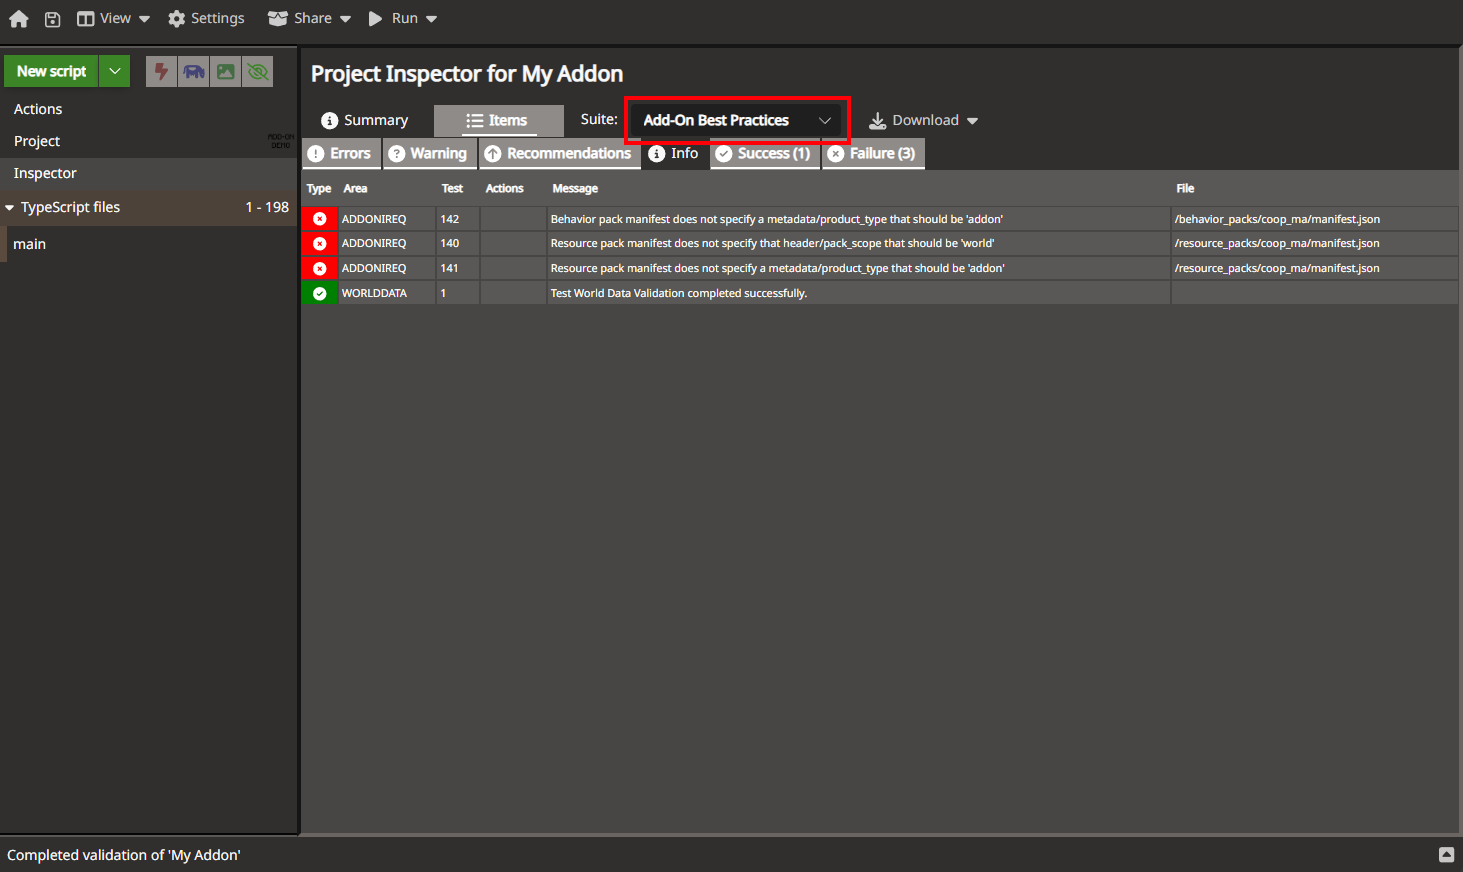 View Settings Share Run
New script
Actions
Project
ADD-ON
DEMO
Inspector
TypeScript files 1 - 198
main
Project Inspector for My Addon
Summary Items Suite: Add-On Best Practices Download
Errors Warning Recommendations Info Success (1) Failure (3)
Type Area Test Actions Message File
ADDONIREQ 142 Behavior pack manifest does not specify a metadata/product_type that should be 'addon' /behavior_packs/coop_ma/manifest.json
ADDONIREQ 140 Resource pack manifest does not specify that header/pack_scope that should be 'world' /resource_packs/coop_ma/manifest.json
ADDONIREQ 141 Resource pack manifest does not specify a metadata/product_type that should be 'addon' /resource_packs/coop_ma/manifest.json
WORLDDATA 1 Test World Data Validation completed successfully.
Completed validation of 'My Addon'